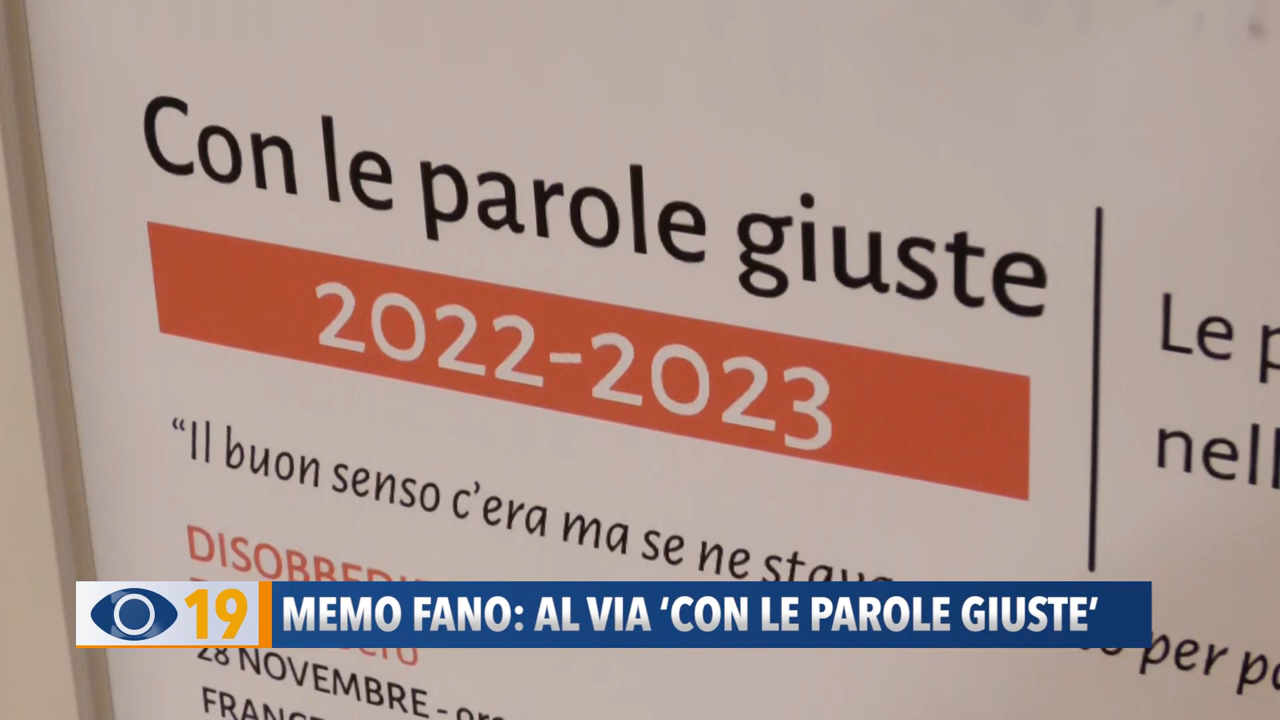 Con le parole giuste
2022-2023
"Il buon senso c'era ma se ne
Le
nell
per
28 NOVEMBRE -
19 MEMO FANO: AL VIA ‘CON LE PAROLE GIUSTE’